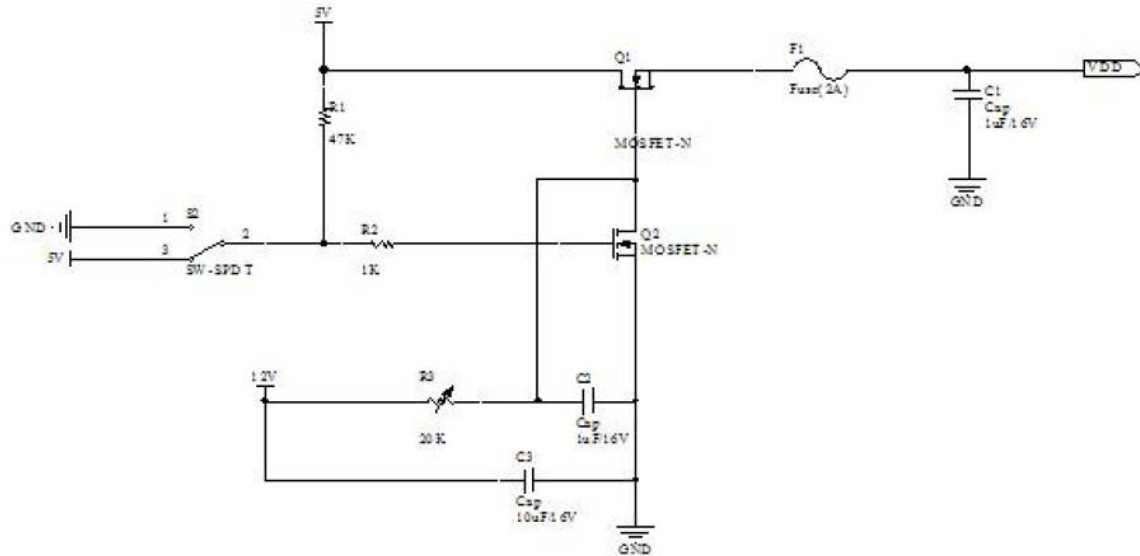 5V
Q1
F1
Fuse(2A)
VDD
C1
Cap
1uF/16V
GND
R1
47K
MOSFET-N
GND
1
S2
2
5V
3
SW-SPDT
R2
1K
Q2
MOSFET-N
12V
R3
20K
C2
Cap
1uF/16V
C3
Cap
10uF/16V
GND